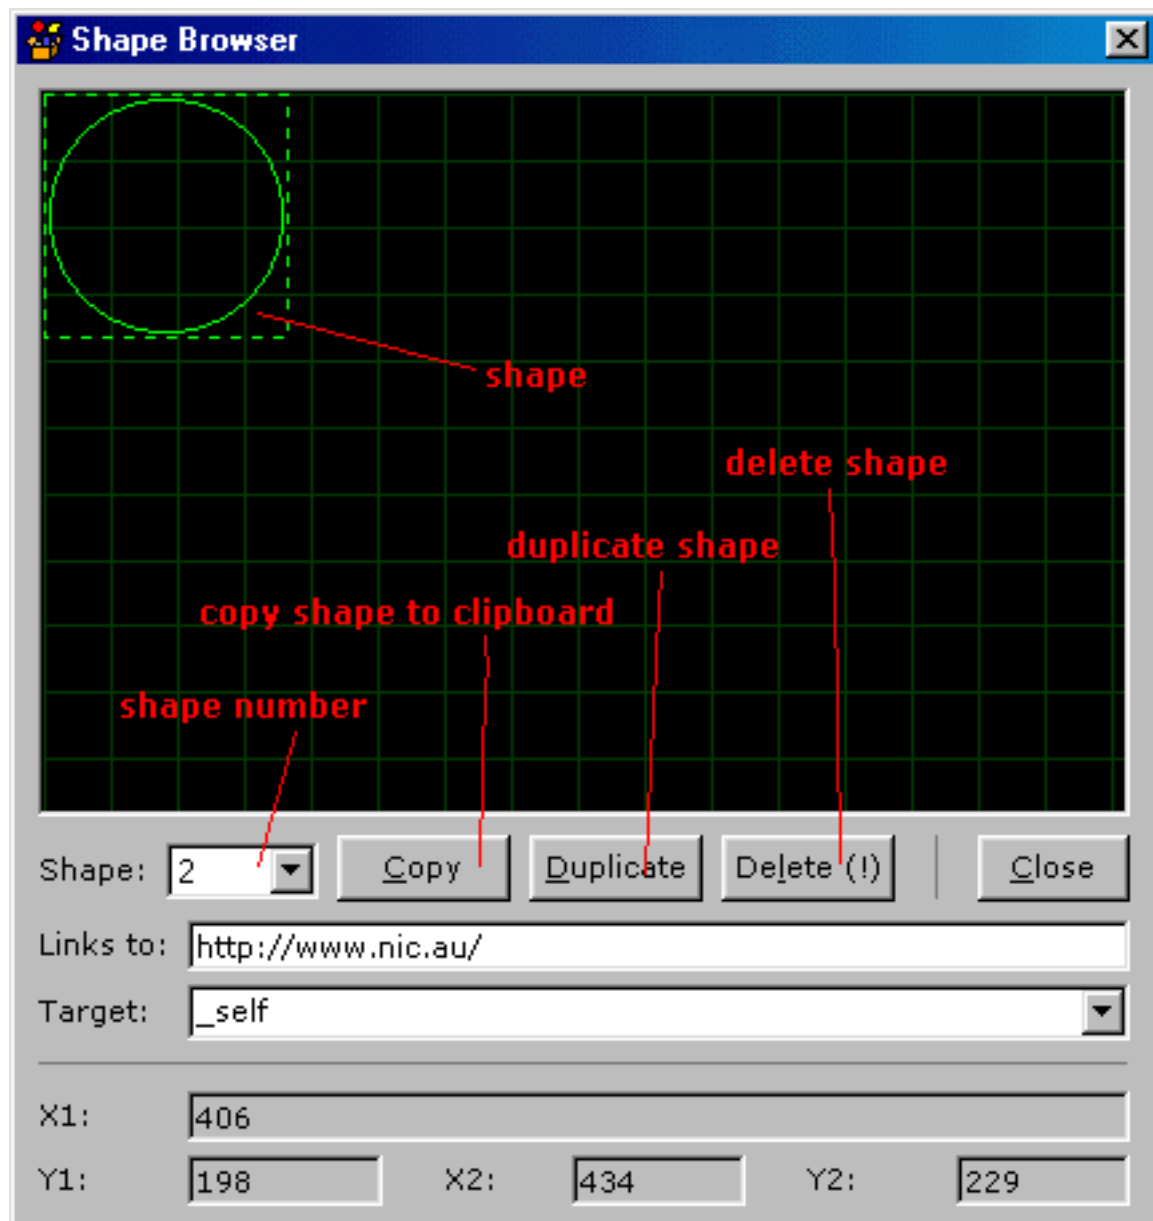 Shape Browser
shape
delete shape
duplicate shape
copy shape to clipboard
shape number
Shape: 2 Copy Duplicate Delete (!) Close
Links to: http://www.nic.au/
Target: _self
X1: 406
Y1: 198 X2: 434 Y2: 229